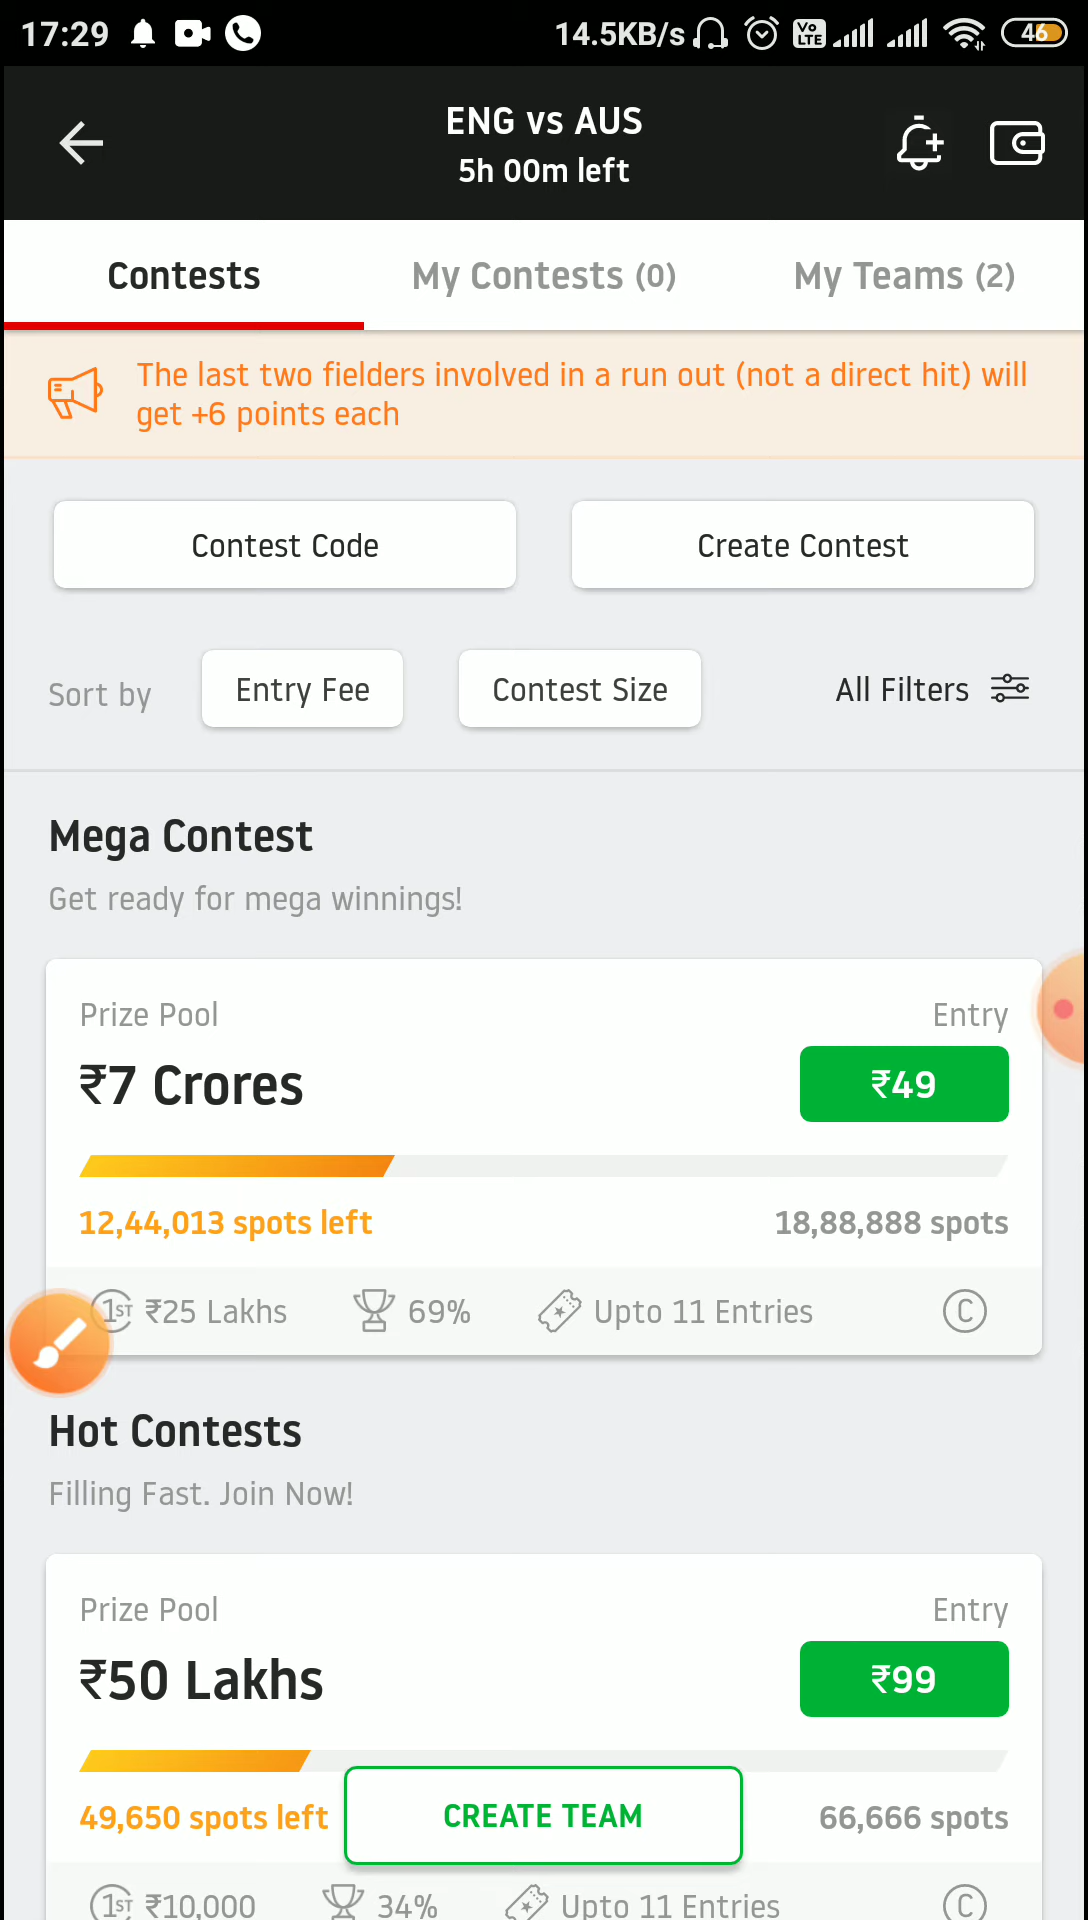 17:29 14.5KB/s Vo LTE 46
ENG vs AUS
5h 00m left
Contests My Contests (0) My Teams (2)
The last two fielders involved in a run out (not a direct hit) will
get +6 points each
Contest Code Create Contest
Sort by Entry Fee Contest Size All Filters
Mega Contest
Get ready for mega winnings!
Prize Pool Entry
₹7 Crores ₹49
12,44,013 spots left 18,88,888 spots
1ST ₹25 Lakhs 69% Upto 11 Entries C
Hot Contests
Filling Fast. Join Now!
Prize Pool Entry
₹50 Lakhs ₹99
49,650 spots left CREATE TEAM 66,666 spots
1ST ₹10,000 34% Upto 11 Entries C